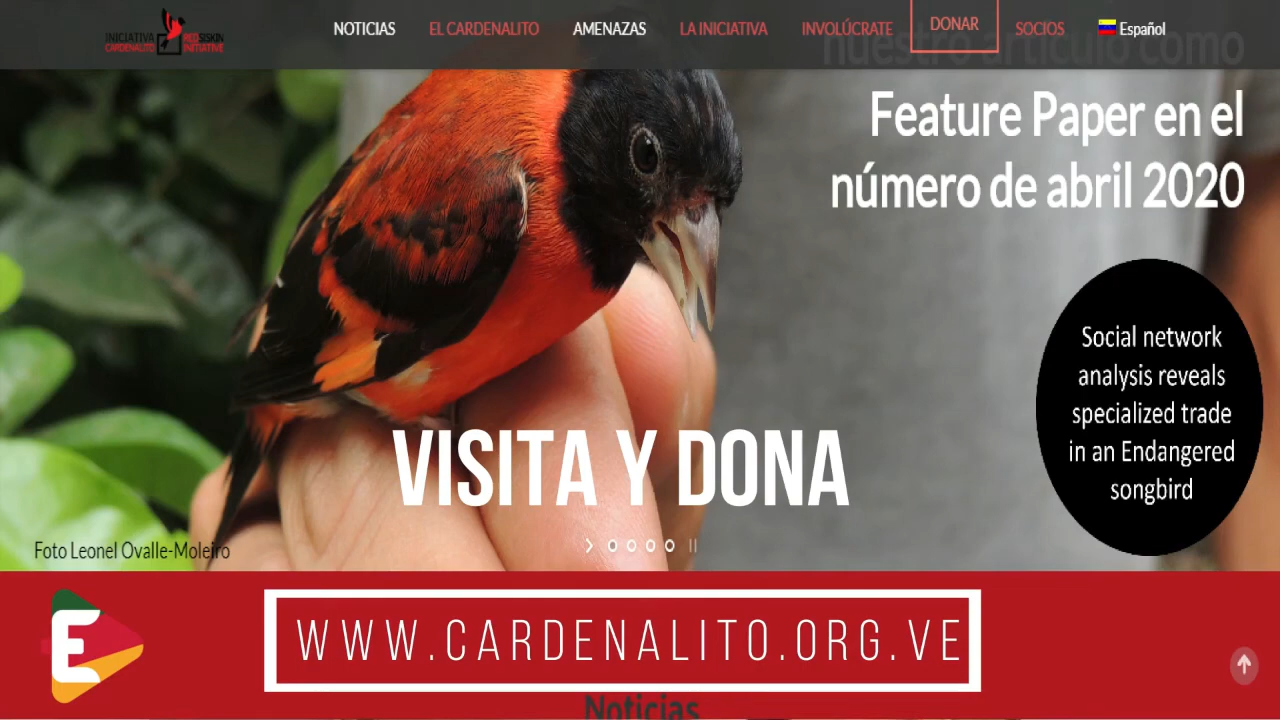 INICIATIVA CARDENALITO RED SISKIN INITIATIVE
NOTICIAS EL CARDENALITO AMENAZAS LA INICIATIVA INVOLÚCRATE DONAR SOCIOS Español
nuestro artículo como
Feature Paper en el
número de abril 2020
Social network
analysis reveals
specialized trade
in an Endangered
songbird
VISITA Y DONA
Foto Leonel Ovalle-Moleiro
E
WWW.CARDENALITO.ORG.VE
Noticias